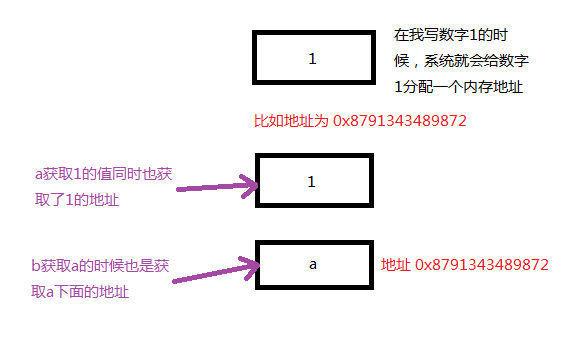 1
在我写数字1的时
候，系统就会给数字
1分配一个内存地址
比如地址为 0x8791343489872
a获取1的值同时也获
取了1的地址
1
b获取a的时候也是获
取a下面的地址
a
地址 0x8791343489872